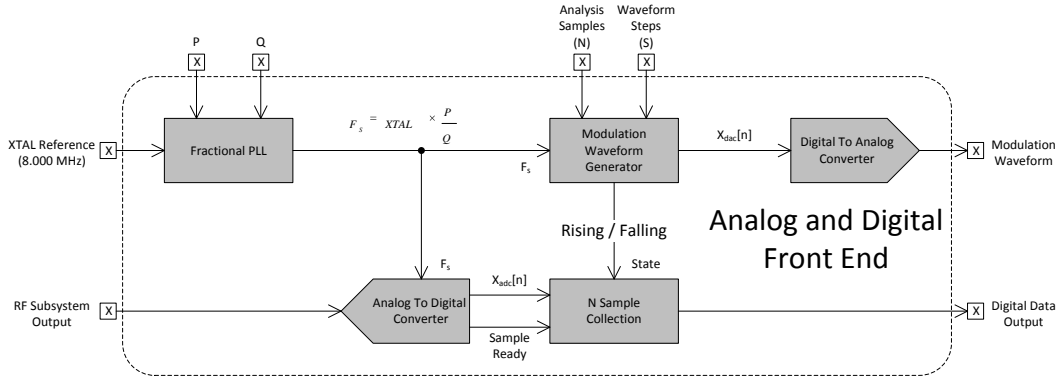 Analysis
Samples
(N)
Waveform
Steps
(S)
P
Q
X
X
X
X
XTAL Reference
(8.000 MHz)
X
Fractional PLL
F_s = XTAL × P/Q
F_s
Modulation
Waveform
Generator
X_dac[n]
Digital To Analog
Converter
X
Modulation
Waveform
Rising / Falling
Analog and Digital
Front End
F_s
State
RF Subsystem
Output
X
Analog To Digital
Converter
X_adc[n]
Sample
Ready
N Sample
Collection
X
Digital Data
Output